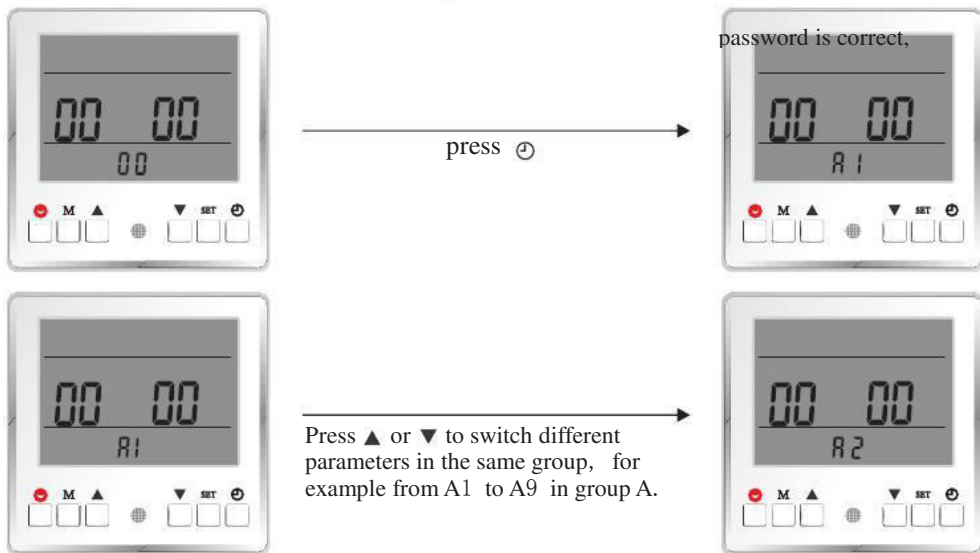 password is correct,
00 00
00
M ▲ ▼ SET
press
00 00
A1
M ▲ ▼ SET
00 00
A1
M ▲ ▼ SET
Press ▲ or ▼ to switch different
parameters in the same group, for
example from A1 to A9 in group A.
00 00
A2
M ▲ ▼ SET